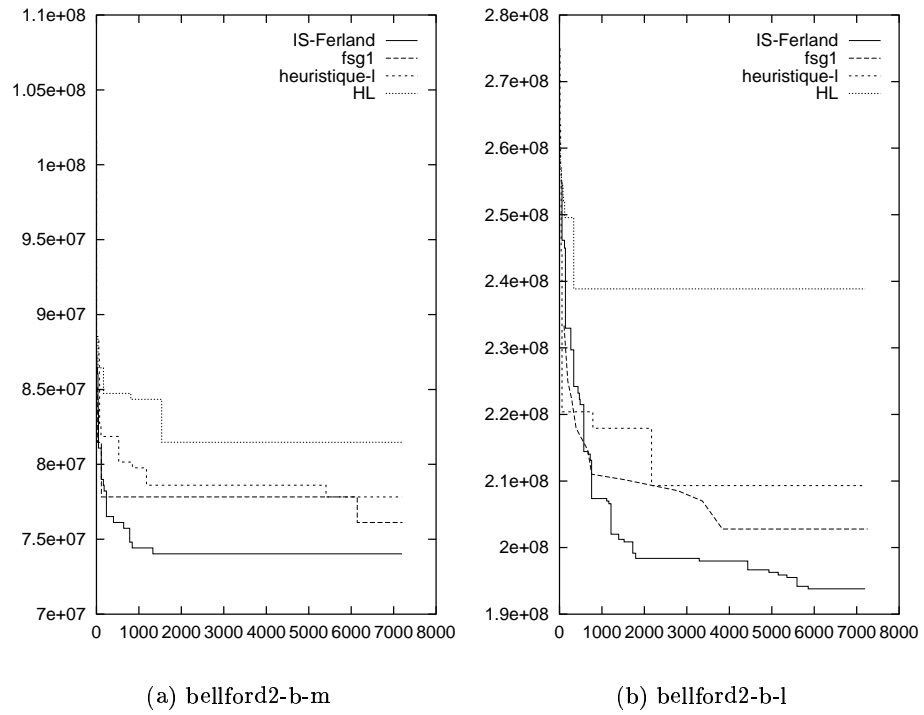 1.1e+08
1.05e+08
1e+08
9.5e+07
9e+07
8.5e+07
8e+07
7.5e+07
7e+07
0 1000 2000 3000 4000 5000 6000 7000 8000
IS-Ferland
fsg1
heuristique-l
HL
(a) bellford2-b-m
2.8e+08
2.7e+08
2.6e+08
2.5e+08
2.4e+08
2.3e+08
2.2e+08
2.1e+08
2e+08
1.9e+08
0 1000 2000 3000 4000 5000 6000 7000 8000
IS-Ferland
fsg1
heuristique-l
HL
(b) bellford2-b-l